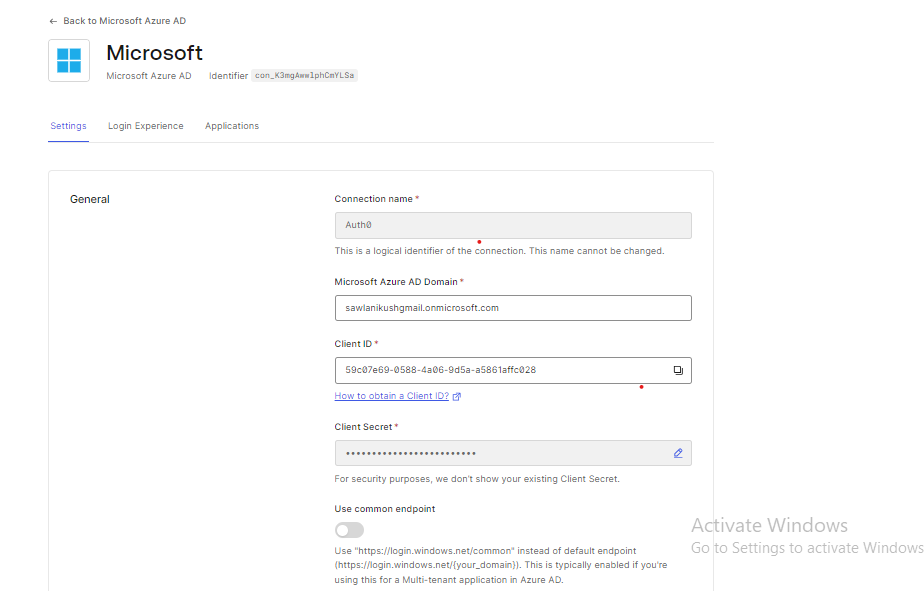 ← Back to Microsoft Azure AD
Microsoft
Microsoft Azure AD Identifier con_K3mgAwwlphCmYLSa
Settings Login Experience Applications
General
Connection name *
Auth0
This is a logical identifier of the connection. This name cannot be changed.
Microsoft Azure AD Domain *
sawlanikushgmail.onmicrosoft.com
Client ID *
59c07e69-0588-4a06-9d5a-a5861affc028
How to obtain a Client ID?
Client Secret *
•••••••••••••••••••••••••
For security purposes, we don't show your existing Client Secret.
Use common endpoint
Use "https://login.windows.net/common" instead of default endpoint
(https://login.windows.net/{your_domain}). This is typically enabled if you're
using this for a Multi-tenant application in Azure AD.
Activate Windows
Go to Settings to activate Windows